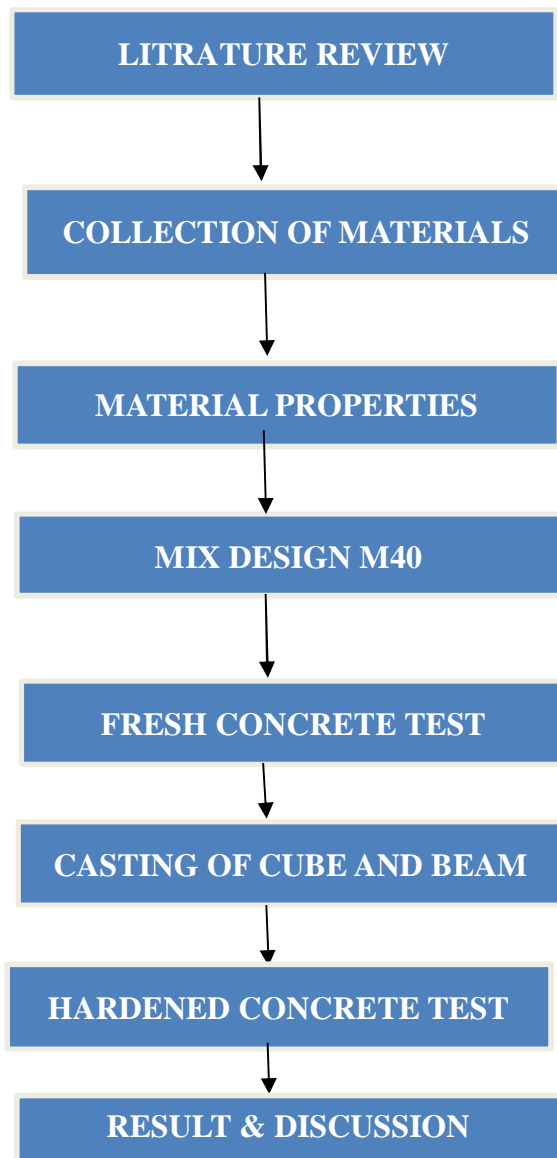 LITRATURE REVIEW
COLLECTION OF MATERIALS
MATERIAL PROPERTIES
MIX DESIGN M40
FRESH CONCRETE TEST
CASTING OF CUBE AND BEAM
HARDENED CONCRETE TEST
RESULT & DISCUSSION